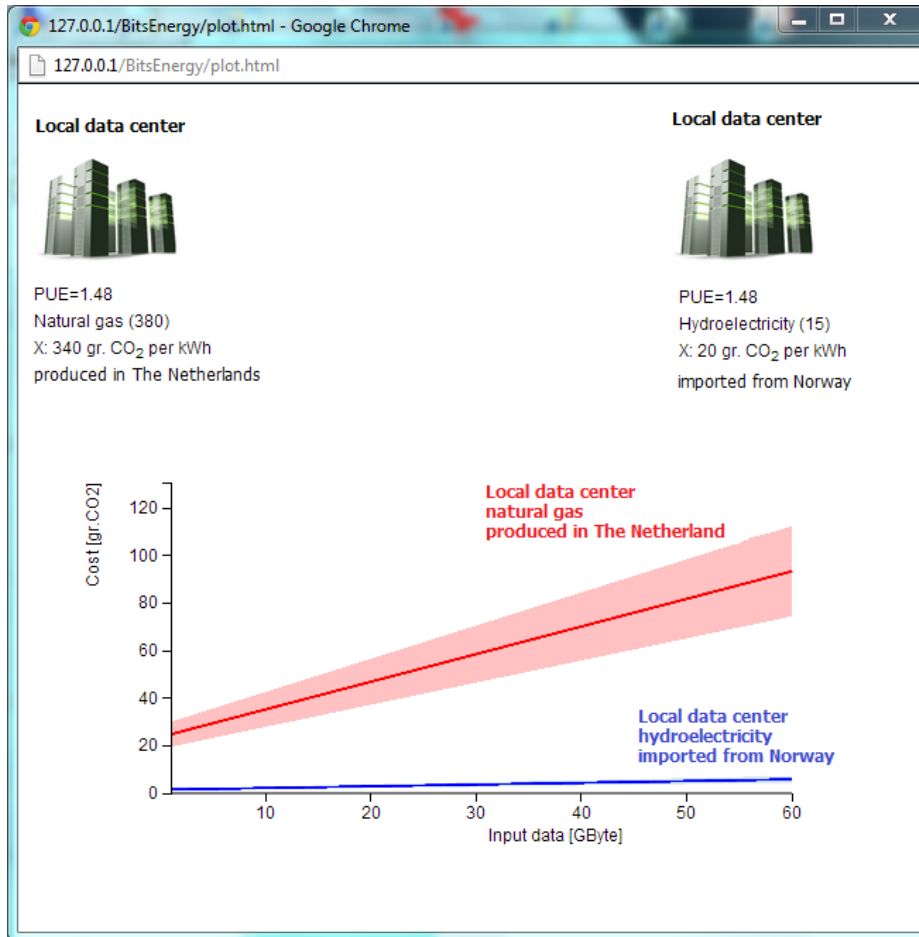 127.0.0.1/BitsEnergy/plot.html - Google Chrome
127.0.0.1/BitsEnergy/plot.html
Local data center
PUE=1.48
Natural gas (380)
X: 340 gr. CO2 per kWh
produced in The Netherlands
Local data center
PUE=1.48
Hydroelectricity (15)
X: 20 gr. CO2 per kWh
imported from Norway
Cost [gr.CO2]
120
100
80
60
40
20
0
Local data center
natural gas
produced in The Netherland
Local data center
hydroelectricity
imported from Norway
10 20 30 40 50 60
Input data [GByte]